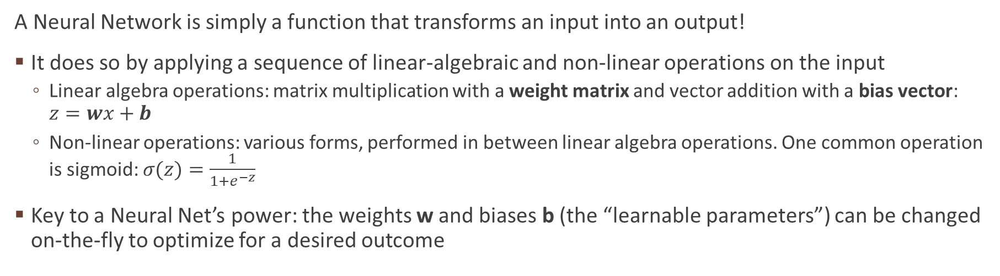 A Neural Network is simply a function that transforms an input into an output!
▪ It does so by applying a sequence of linear-algebraic and non-linear operations on the input
◦ Linear algebra operations: matrix multiplication with a weight matrix and vector addition with a bias vector:
z = wx + b
◦ Non-linear operations: various forms, performed in between linear algebra operations. One common operation
is sigmoid: σ(z) = 1/(1+e^−z)
▪ Key to a Neural Net’s power: the weights w and biases b (the “learnable parameters”) can be changed
on-the-fly to optimize for a desired outcome